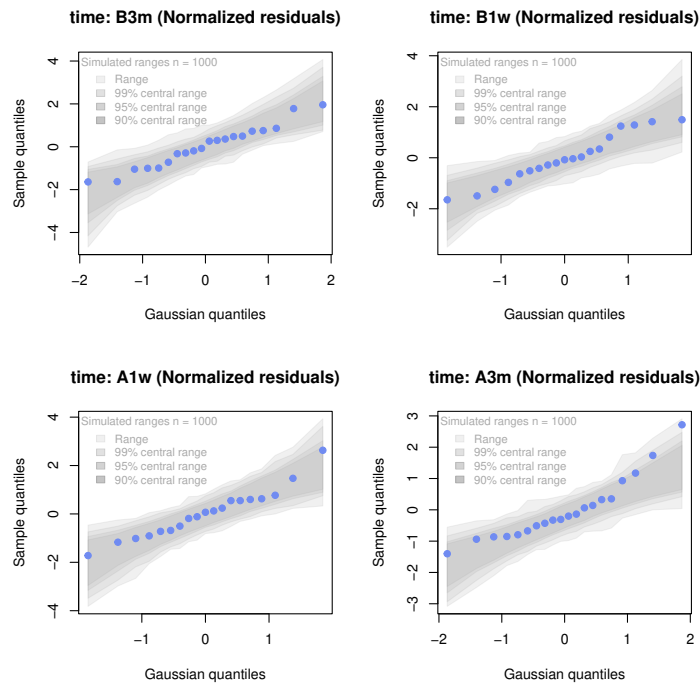 time: B3m (Normalized residuals)
Simulated ranges n = 1000
Range
99% central range
95% central range
90% central range
4
2
0
−2
−4
Sample quantiles
−2
−1
0
1
2
Gaussian quantiles
time: B1w (Normalized residuals)
Simulated ranges n = 1000
Range
99% central range
95% central range
90% central range
4
2
0
−2
Sample quantiles
−1
0
1
Gaussian quantiles
time: A1w (Normalized residuals)
Simulated ranges n = 1000
Range
99% central range
95% central range
90% central range
4
2
0
−2
−4
Sample quantiles
−1
0
1
Gaussian quantiles
time: A3m (Normalized residuals)
Simulated ranges n = 1000
Range
99% central range
95% central range
90% central range
3
2
1
0
−1
−2
−3
Sample quantiles
−2
−1
0
1
2
Gaussian quantiles